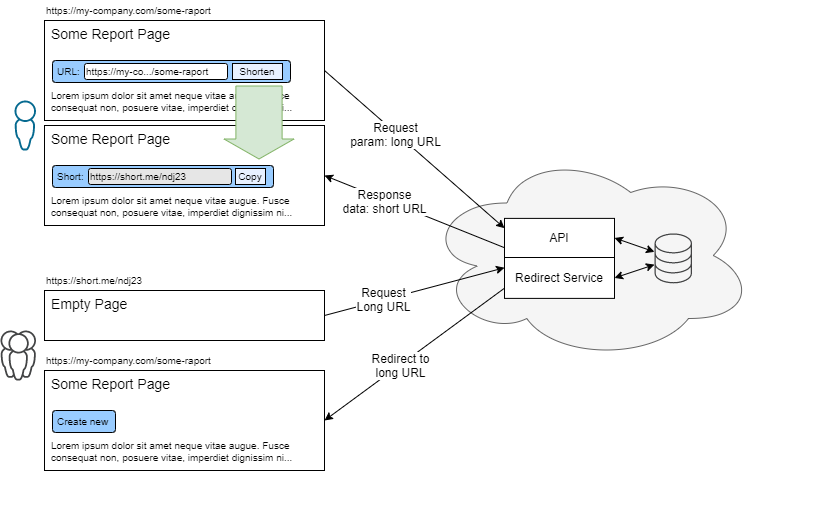 https://my-company.com/some-raport
Some Report Page
URL: https://my-co.../some-raport Shorten
Lorem ipsum dolor sit amet neque vitae
consequat non, posuere vitae, imperdiet i...
Some Report Page
Short: https://short.me/ndj23 Copy
Lorem ipsum dolor sit amet neque vitae augue. Fusce
consequat non, posuere vitae, imperdiet dignissim ni...
Request
param: long URL
Response
data: short URL
API
Redirect Service
https://short.me/ndj23
Empty Page
Request
Long URL
https://my-company.com/some-raport
Some Report Page
Create new
Lorem ipsum dolor sit amet neque vitae augue. Fusce
consequat non, posuere vitae, imperdiet dignissim ni...
Redirect to
long URL